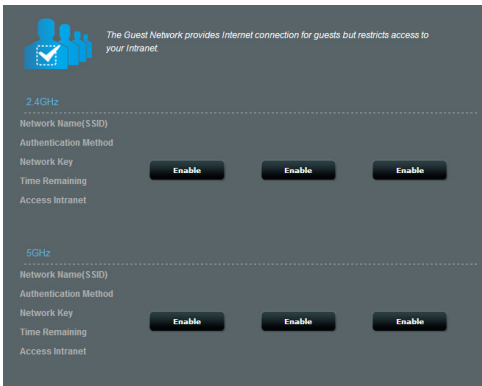 The Guest Network provides Internet connection for guests but restricts access to
your Intranet.
2.4GHz
Network Name(SSID)
Authentication Method
Network Key
Enable Enable Enable
Time Remaining
Access Intranet
5GHz
Network Name(SSID)
Authentication Method
Network Key
Enable Enable Enable
Time Remaining
Access Intranet